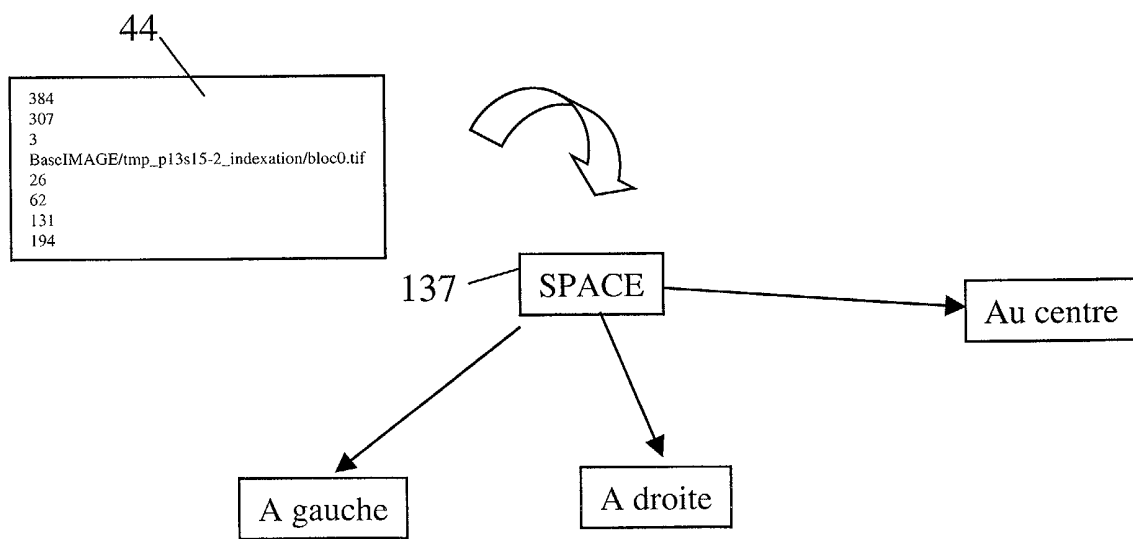 44
384
307
3
BaseIMAGE/tmp_p13s15-2_indexation/bloc0.tif
26
62
131
194
137
SPACE
Au centre
A gauche
A droite